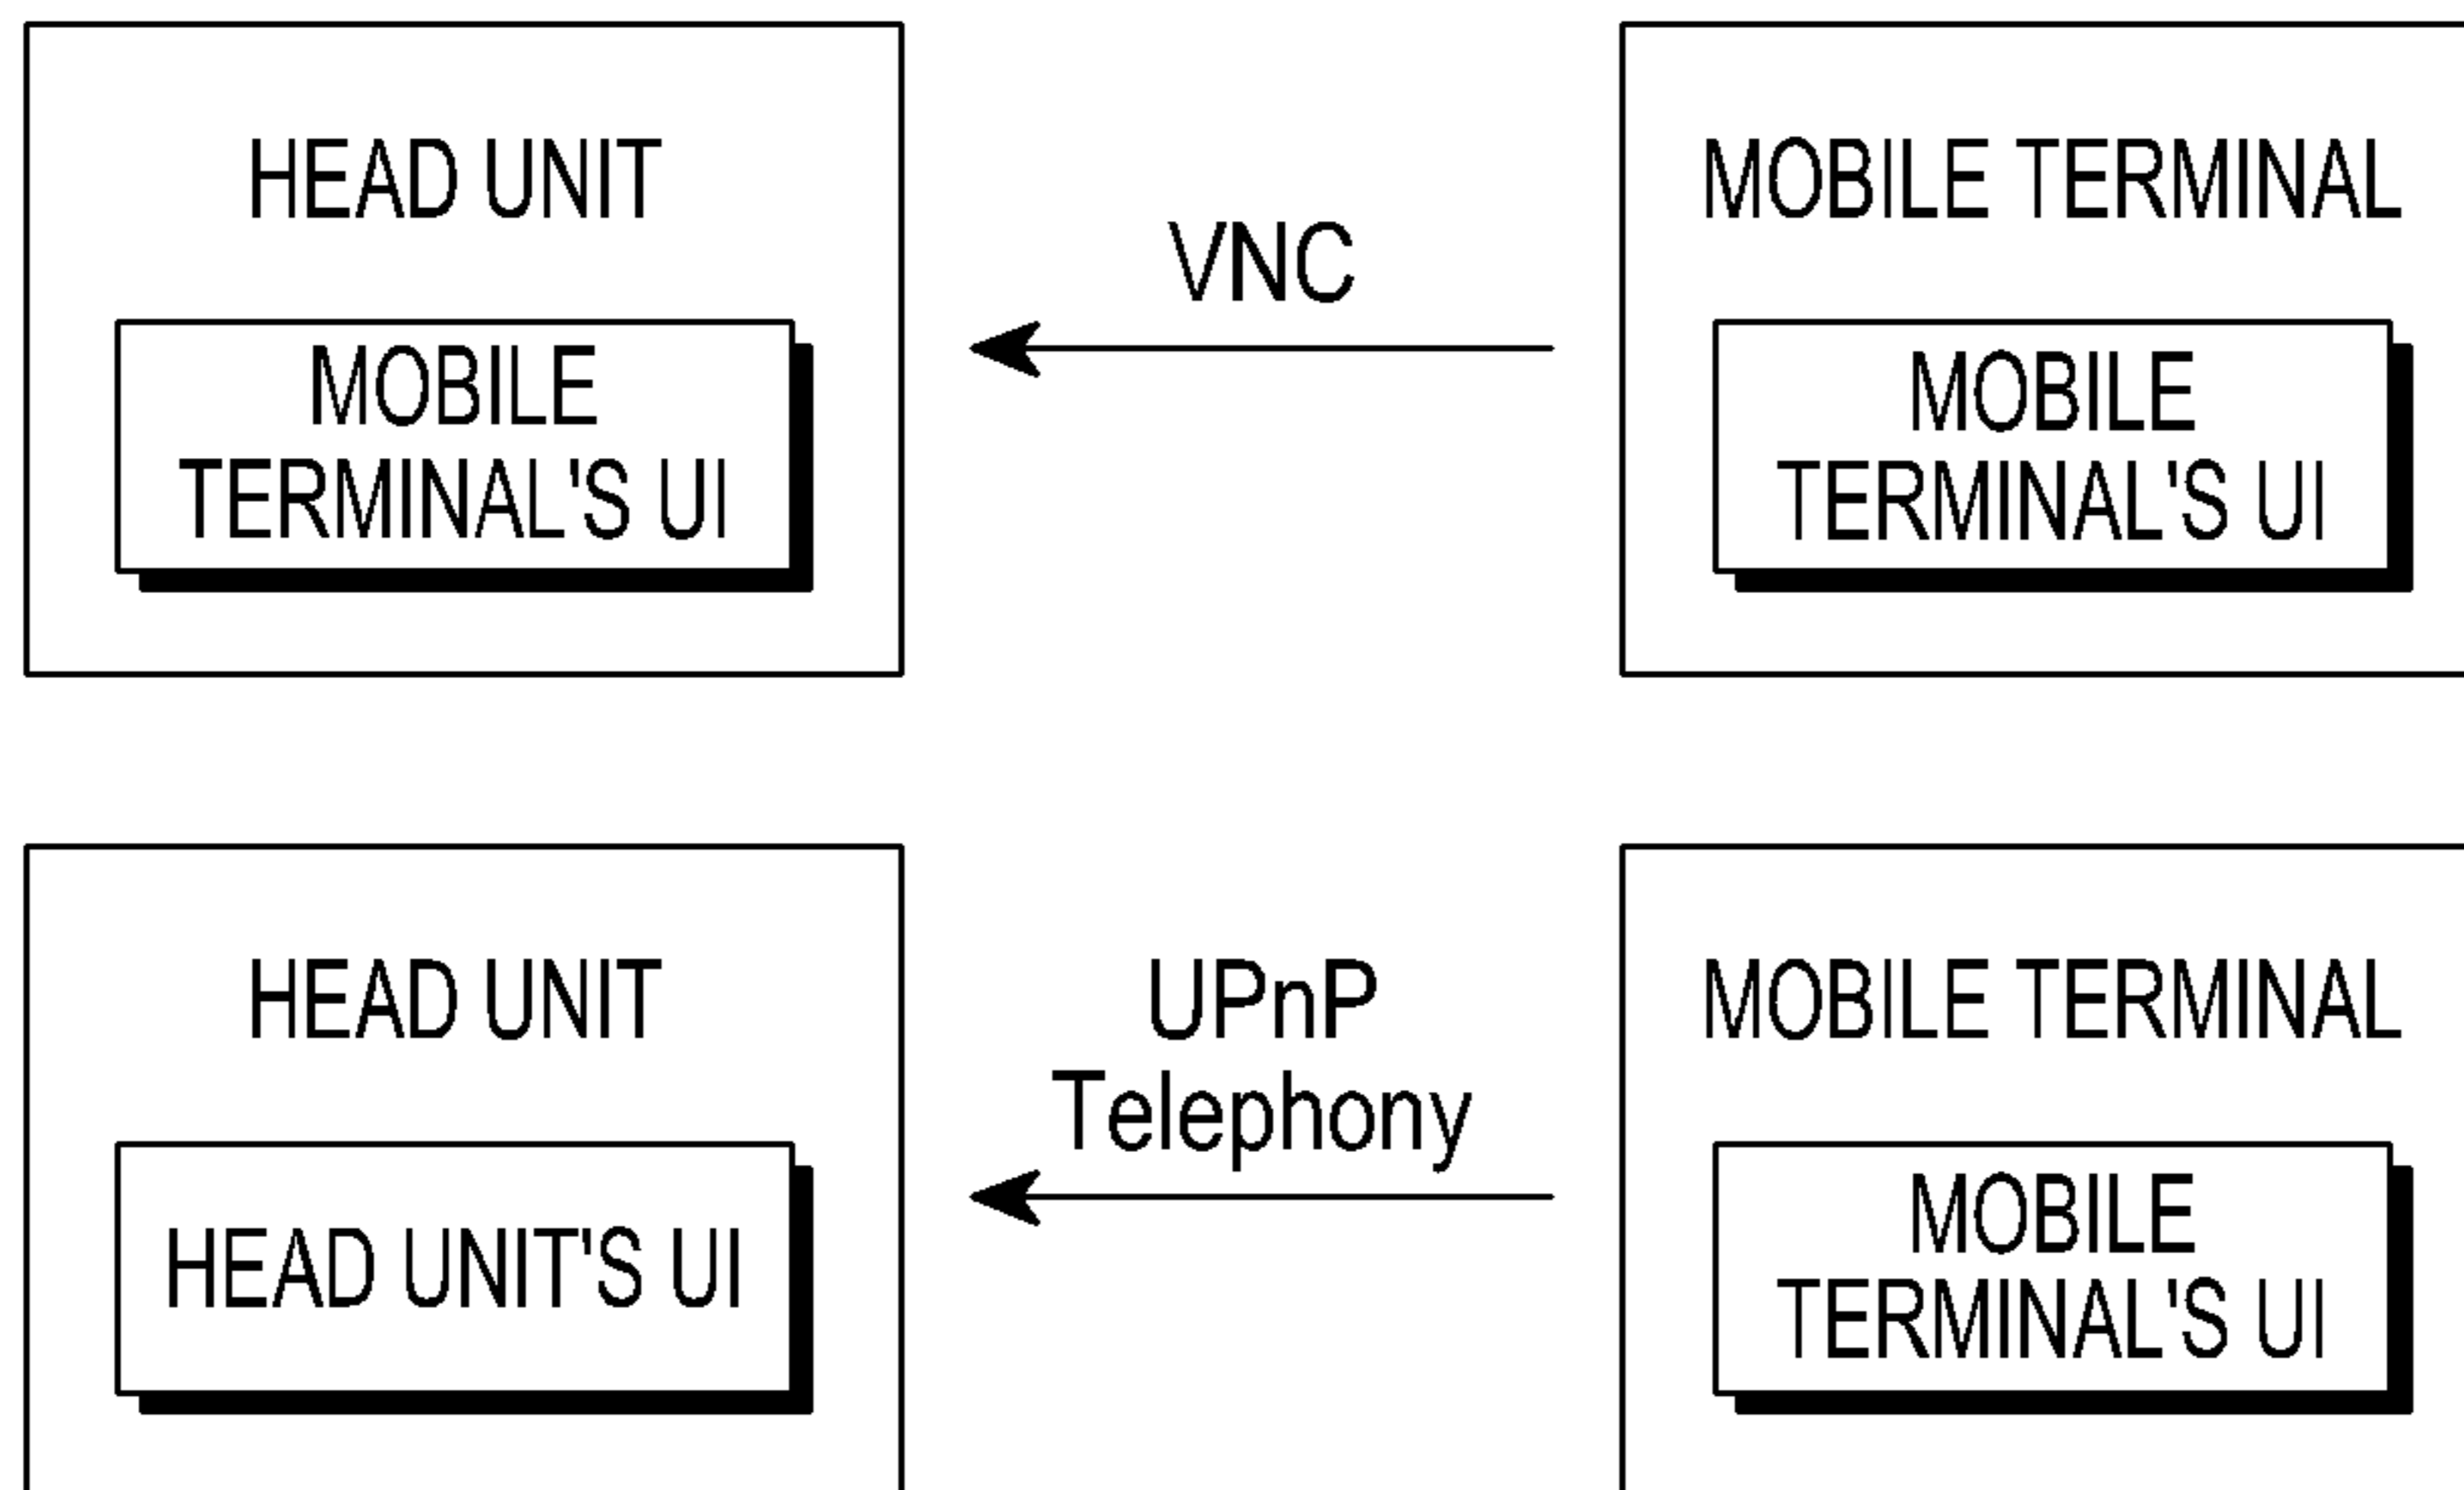 HEAD UNIT
MOBILE
TERMINAL'S UI
VNC
MOBILE TERMINAL
MOBILE
TERMINAL'S UI
HEAD UNIT
HEAD UNIT'S UI
UPnP
Telephony
MOBILE TERMINAL
MOBILE
TERMINAL'S UI